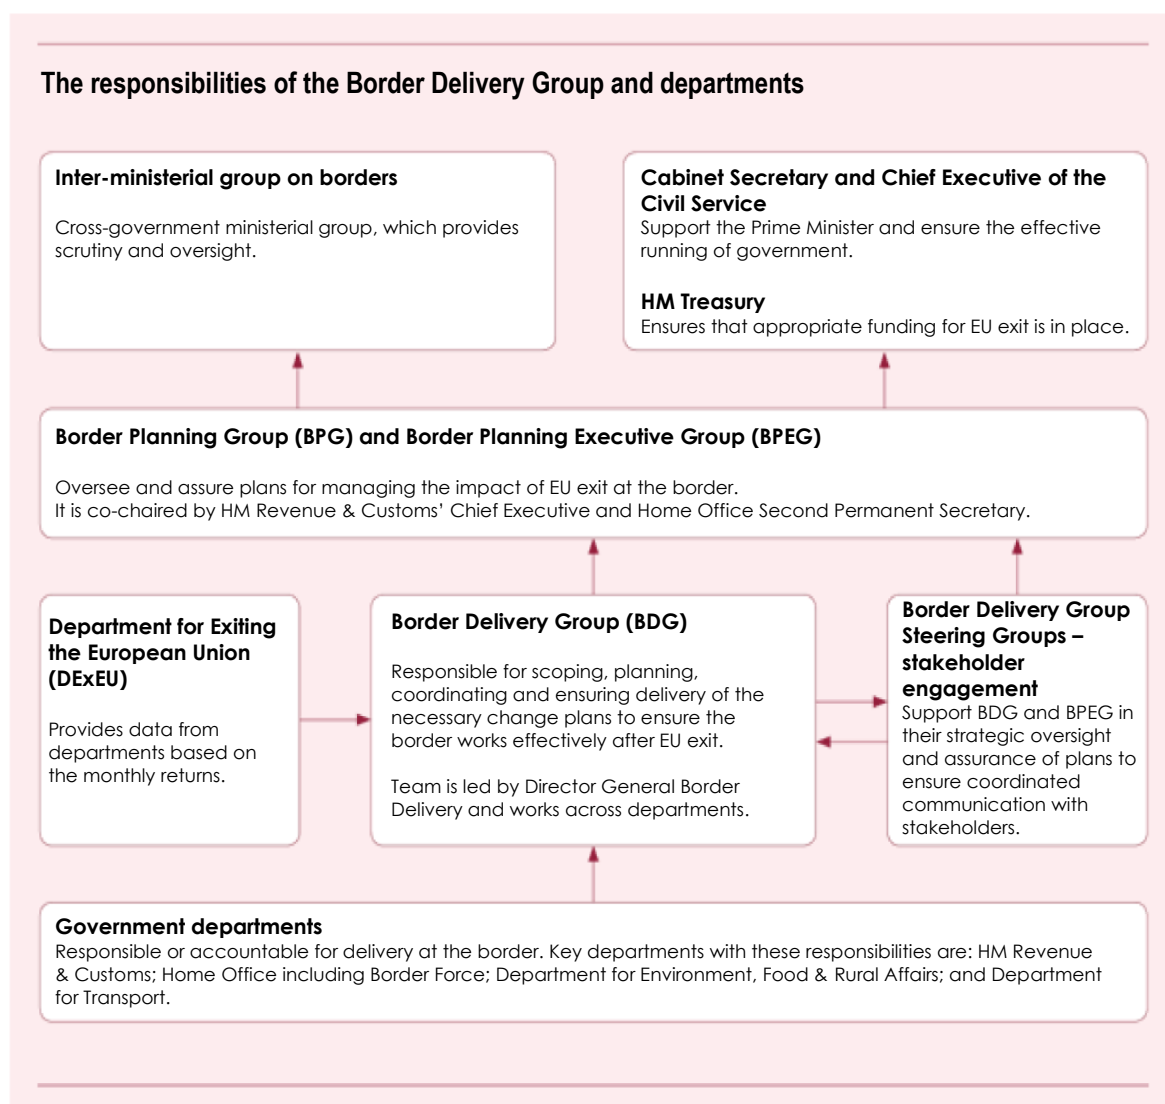 The responsibilities of the Border Delivery Group and departments
Inter-ministerial group on borders
Cross-government ministerial group, which provides
scrutiny and oversight.
Cabinet Secretary and Chief Executive of the
Civil Service
Support the Prime Minister and ensure the effective
running of government.
HM Treasury
Ensures that appropriate funding for EU exit is in place.
Border Planning Group (BPG) and Border Planning Executive Group (BPEG)
Oversee and assure plans for managing the impact of EU exit at the border.
It is co-chaired by HM Revenue & Customs’ Chief Executive and Home Office Second Permanent Secretary.
Department for Exiting
the European Union
(DExEU)
Provides data from
departments based on
the monthly returns.
Border Delivery Group (BDG)
Responsible for scoping, planning,
coordinating and ensuring delivery of the
necessary change plans to ensure the
border works effectively after EU exit.
Team is led by Director General Border
Delivery and works across departments.
Border Delivery Group
Steering Groups –
stakeholder
engagement
Support BDG and BPEG in
their strategic oversight
and assurance of plans to
ensure coordinated
communication with
stakeholders.
Government departments
Responsible or accountable for delivery at the border. Key departments with these responsibilities are: HM Revenue
& Customs; Home Office including Border Force; Department for Environment, Food & Rural Affairs; and Department
for Transport.